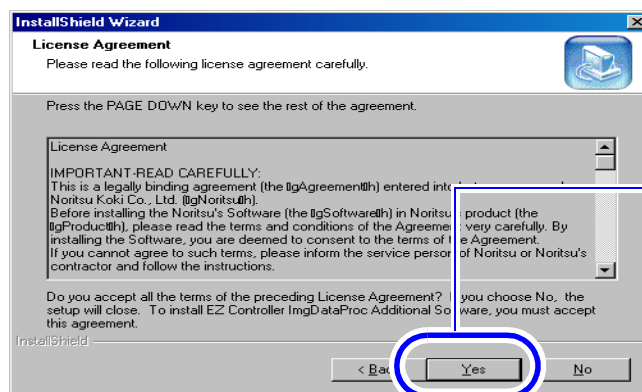 InstallShield Wizard
License Agreement
Please read the following license agreement carefully.
Press the PAGE DOWN key to see the rest of the agreement.
License Agreement
IMPORTANT-READ CAREFULLY:
This is a legally binding agreement (the ΠgAgreementΠh) entered into
Noritsu Koki Co., Ltd. (ΠgNoritsuΠh).
Before installing the Noritsu's Software (the ΠgSoftwareΠh) in Noritsu's product (the
ΠgProductΠh), please read the terms and conditions of the Agreement very carefully. By
installing the Software, you are deemed to consent to the terms of the Agreement.
If you cannot agree to such terms, please inform the service person of Noritsu or Noritsu's
contractor and follow the instructions.
Do you accept all the terms of the preceding License Agreement? If you choose No, the
setup will close. To install EZ Controller ImgDataProc Additional Software, you must accept
this agreement.
InstallShield
< Back Yes No